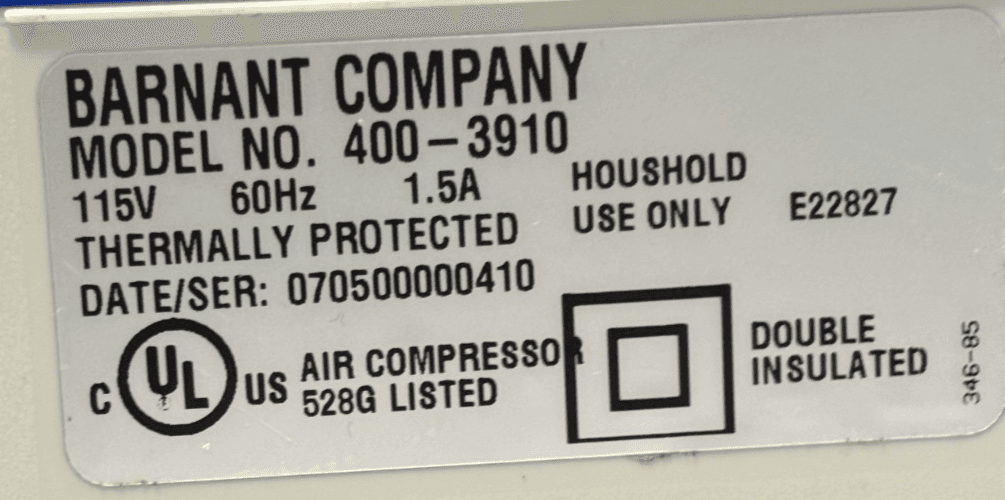 BARNANT COMPANY
MODEL NO. 400-3910
115V 60Hz 1.5A
THERMALLY PROTECTED
HOUSHOLD
USE ONLY
E22827
DATE/SER: 070500000410
C UL US
AIR COMPRESSOR
528G LISTED
DOUBLE
INSULATED
346-85